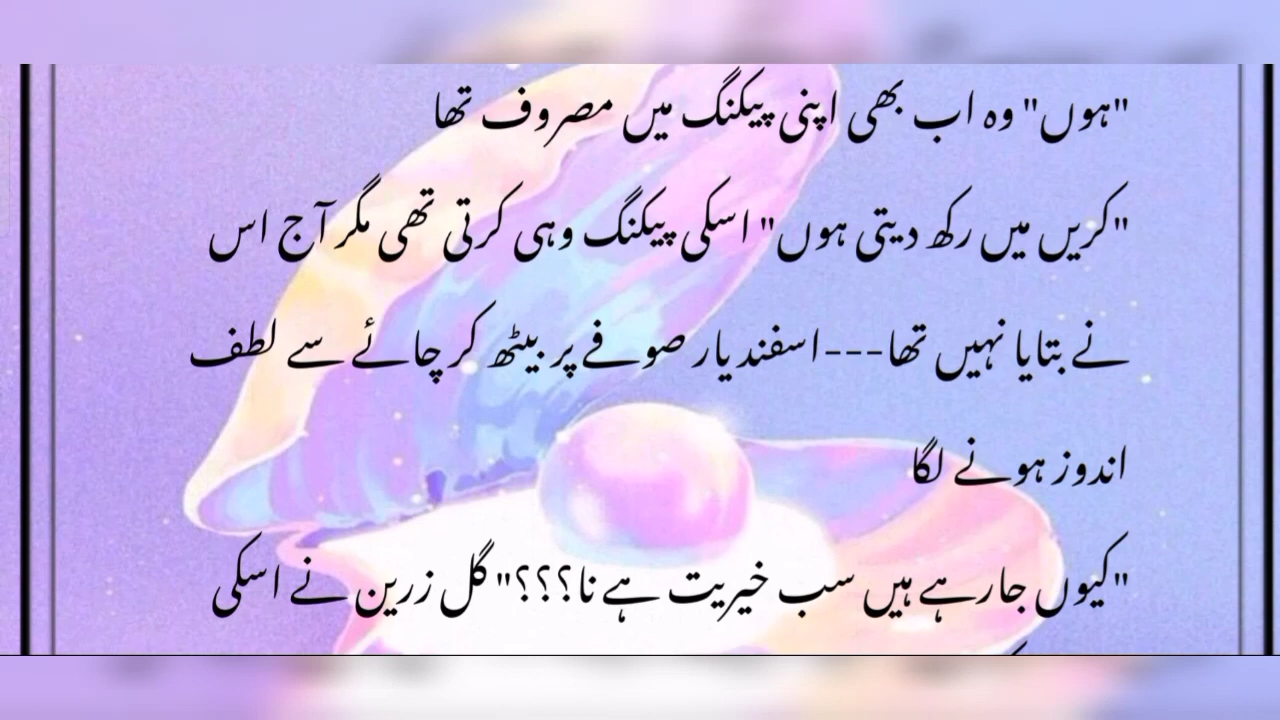 "ہوں" وہ اب بھی اپنی پیکنگ میں مصروف تھا
"کریں میں رکھ دیتی ہوں" اسکی پیکنگ وہی کرتی تھی مگر آج اس
نے بتایا نہیں تھا---اسفندیار صوفے پر بیٹھ کر چائے سے لطف
اندوز ہونے لگا
"کیوں جارہے ہیں سب خیریت ہے نا؟؟؟" گل زرین نے اسکی